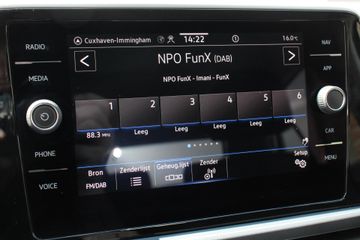 Cuxhaven-Immingham
14:22
16.0°C
RADIO
MEDIA
PHONE
VOICE
NAV
APP
CAR
MENU
NPO FunX (DAB)
NPO FunX - Imani - FunX
1 2 3 4 5 6
88.3 MHz Leeg Leeg Leeg Leeg Leeg
Bron Zenderlijst Geheug.lijst Zender Setup
FM/DAB